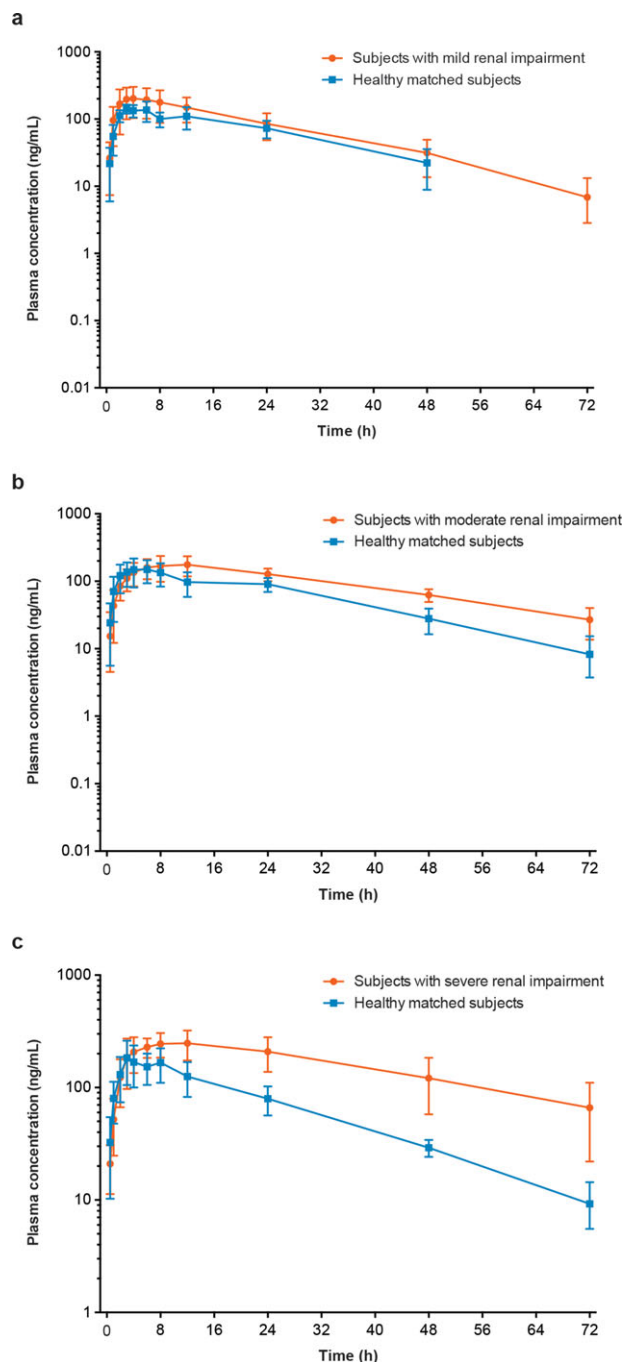 a
1000
Subjects with mild renal impairment
Healthy matched subjects
100
10
1
0.1
0.01
Plasma concentration (ng/mL)
0 8 16 24 32 40 48 56 64 72
Time (h)
b
1000
Subjects with moderate renal impairment
Healthy matched subjects
100
10
1
0.1
0.01
Plasma concentration (ng/mL)
0 8 16 24 32 40 48 56 64 72
Time (h)
c
1000
Subjects with severe renal impairment
Healthy matched subjects
100
10
1
Plasma concentration (ng/mL)
0 8 16 24 32 40 48 56 64 72
Time (h)